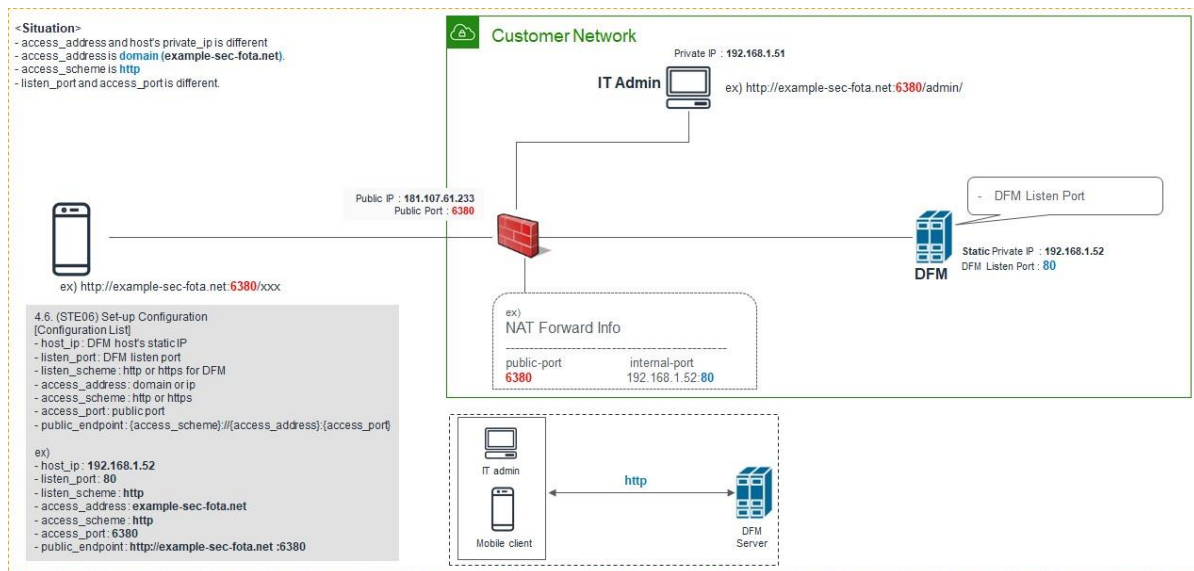 <Situation>
- access_address and host's private_ip is different
- access_address is domain (example-sec-fota.net).
- access_scheme is http
- listen_port and access_port is different.
Customer Network
Private IP : 192.168.1.51
IT Admin
ex) http://example-sec-fota.net:6380/admin/
Public IP : 181.107.61.233
Public Port : 6380
- DFM Listen Port
Static Private IP : 192.168.1.52
DFM Listen Port : 80
DFM
ex) http://example-sec-fota.net:6380/xxx
ex)
NAT Forward Info
public-port internal-port
6380 192.168.1.52:80
4.6. (STE06) Set-up Configuration
[Configuration List]
- host_ip: DFM host's static IP
- listen_port: DFM listen port
- listen_scheme: http or https for DFM
- access_address: domain or ip
- access_scheme: http or https
- access_port: public port
- public_endpoint: {access_scheme}://{access_address}:{access_port}
ex)
- host_ip: 192.168.1.52
- listen_port: 80
- listen_scheme: http
- access_address: example-sec-fota.net
- access_scheme: http
- access_port: 6380
- public_endpoint: http://example-sec-fota.net :6380
IT admin
http
Mobile client
DFM
Server